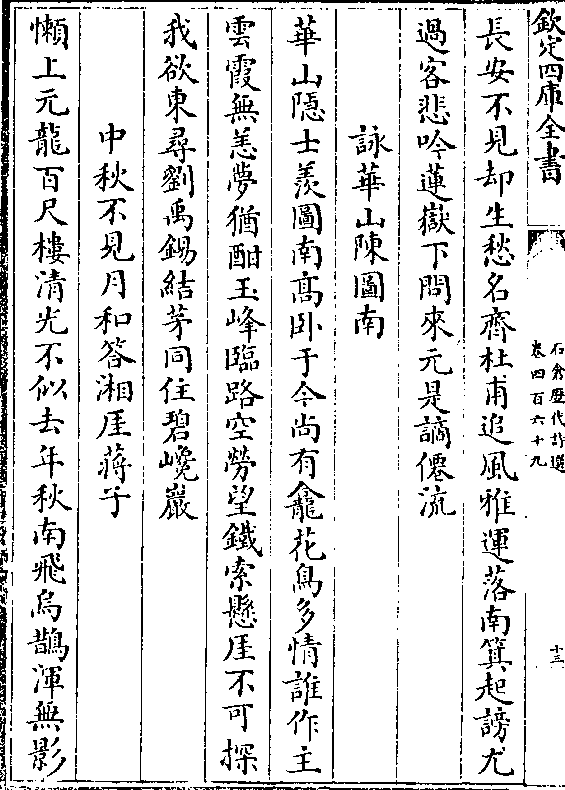 欽定四庫全書
石倉歷代詩選
卷四百六十九
十三
長安不見却生愁名齊杜甫追風雅運落南箕起謗尤
過客悲吟蓮嶽下問來元是謫僊流
詠華山陳圖南
華山隱士羨圖南髙卧于今尚有龕花鳥多情誰作主
雲霞無恙夢猶酣玉峰臨路空勞望鐵索懸厓不可探
我欲東尋劉禹錫結茅同住碧巉巖
中秋不見月和答湘厓蔣子
懶上元龍百尺樓清光不似去年秋南飛烏鵲渾無影